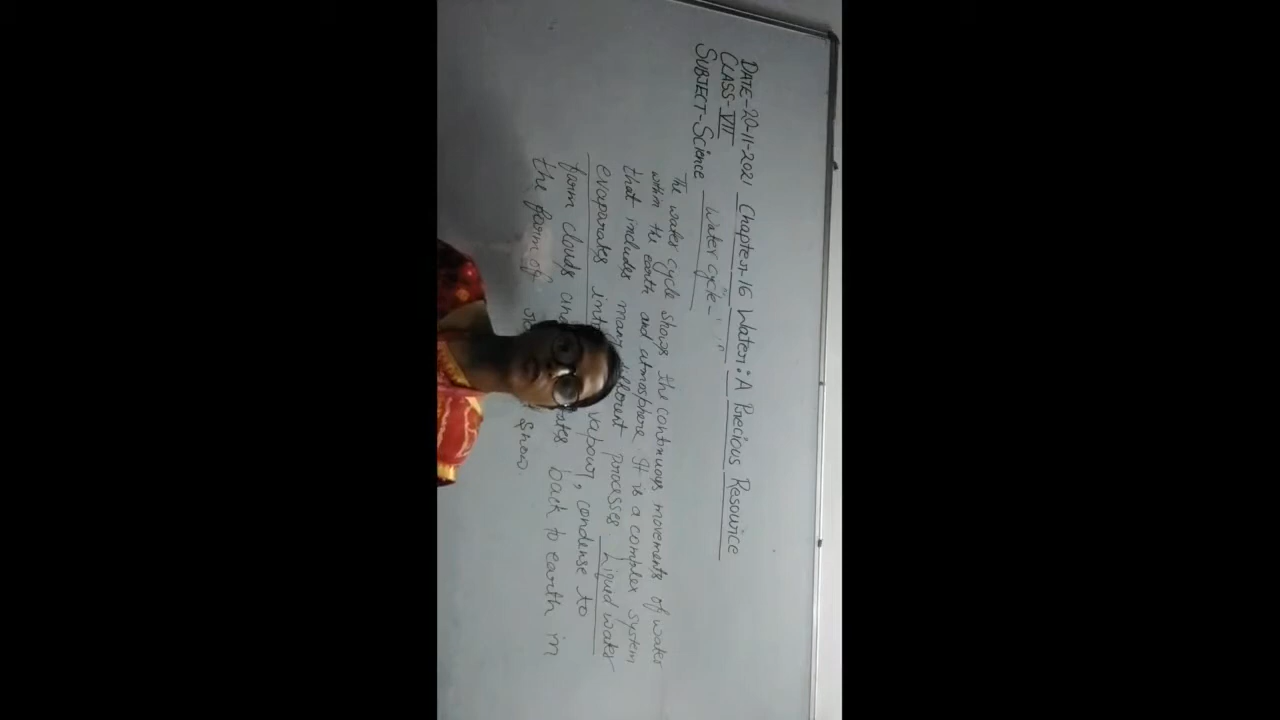 DATE-20-11-2021 Chapter-16 Water: A Precious Resource
CLASS-VII
SUBJECT-Science
Water cycle-
The water cycle shows the continuous movements of water
within the earth and atmosphere. It is a complex system
that includes many different processes. Liquid water
evaporates into vapour, condense to
form clouds and back to earth in
the form of snow.